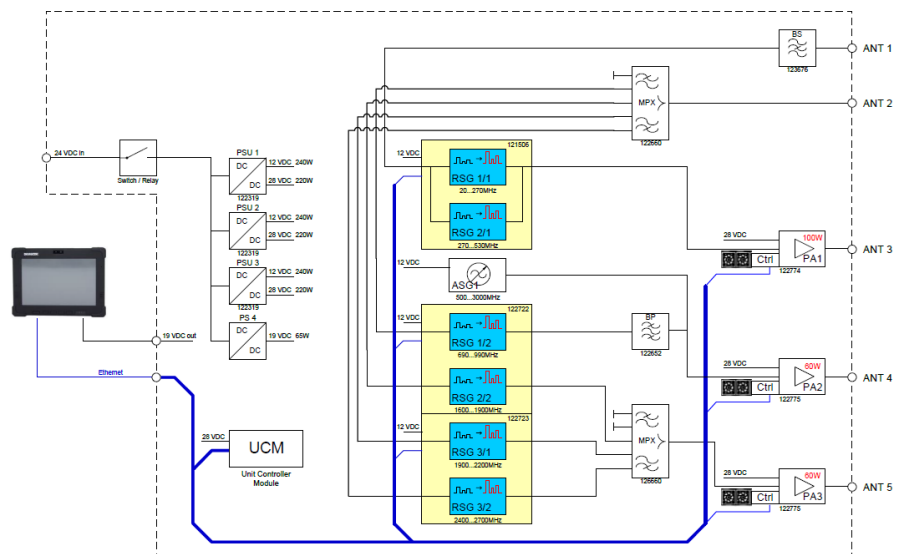 BS
123676
ANT 1
MPX
122660
ANT 2
24 VDC in
Switch / Relay
PSU 1
DC
DC
12 VDC 240W
28 VDC 220W
122319
PSU 2
DC
DC
12 VDC 240W
28 VDC 220W
122319
PSU 3
DC
DC
12 VDC 240W
28 VDC 220W
122319
PS 4
DC
DC
19 VDC 65W
19 VDC out
Ethernet
28 VDC
UCM
Unit Controller
Module
12 VDC
121506
RSG 1/1
20...270MHz
RSG 2/1
270...530MHz
12 VDC
ASG1
500...3000MHz
12 VDC
122722
RSG 1/2
690...990MHz
RSG 2/2
1600...1900MHz
12 VDC
122723
RSG 3/1
1900...2200MHz
RSG 3/2
2400...2700MHz
BP
122652
MPX
126660
28 VDC
Ctrl
100W
PA1
122774
ANT 3
28 VDC
Ctrl
60W
PA2
122775
ANT 4
28 VDC
Ctrl
60W
PA3
122775
ANT 5